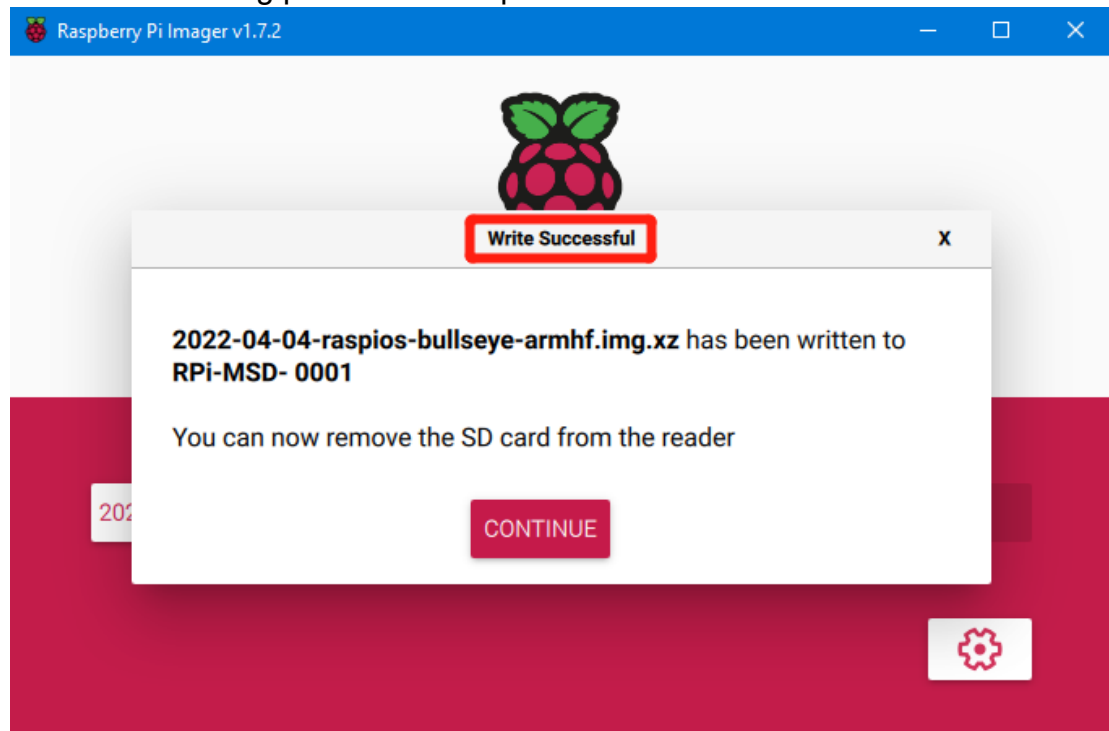 Raspberry Pi Imager v1.7.2
Write Successful
X
2022-04-04-raspios-bullseye-armhf.img.xz has been written to
RPi-MSD- 0001
You can now remove the SD card from the reader
202
CONTINUE